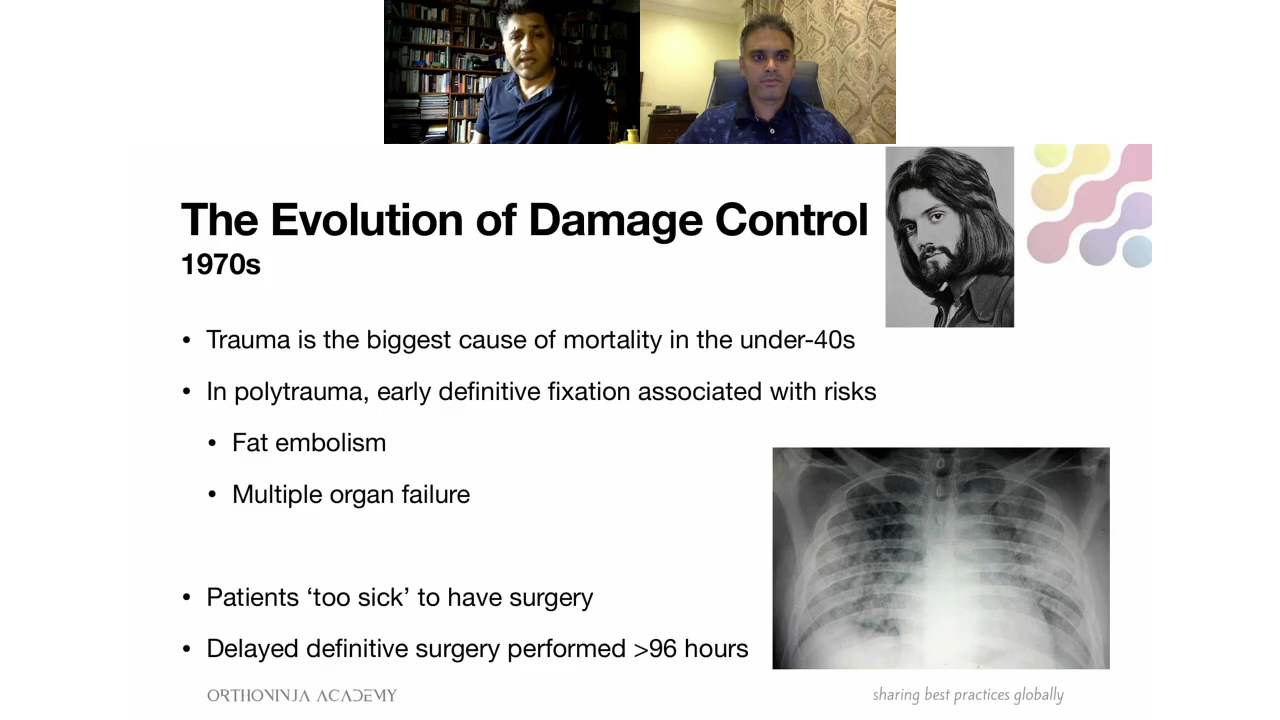 The Evolution of Damage Control
1970s
• Trauma is the biggest cause of mortality in the under-40s
• In polytrauma, early definitive fixation associated with risks
• Fat embolism
• Multiple organ failure
• Patients ‘too sick’ to have surgery
• Delayed definitive surgery performed >96 hours
ORTHONINJA ACADEMY
sharing best practices globally